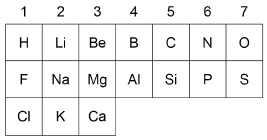 1 2 3 4 5 6 7
H Li Be B C N O
F Na Mg Al Si P S
Cl K Ca